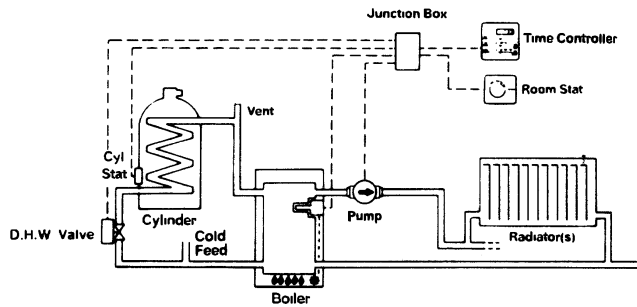 Junction Box
Time Controller
Room Stat
Vent
Cyl
Stat
Cylinder
Pump
D.H.W Valve
Cold
Feed
Radiator(s)
Boiler